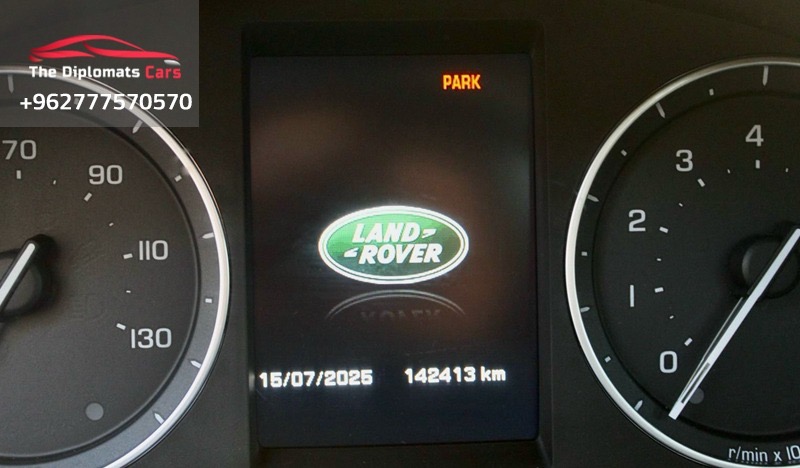 The Diplomats Cars
+962777570570
PARK
LAND
ROVER
15/07/2025 142413 km
70
90
110
130
0
1
2
3
4
r/min x 10